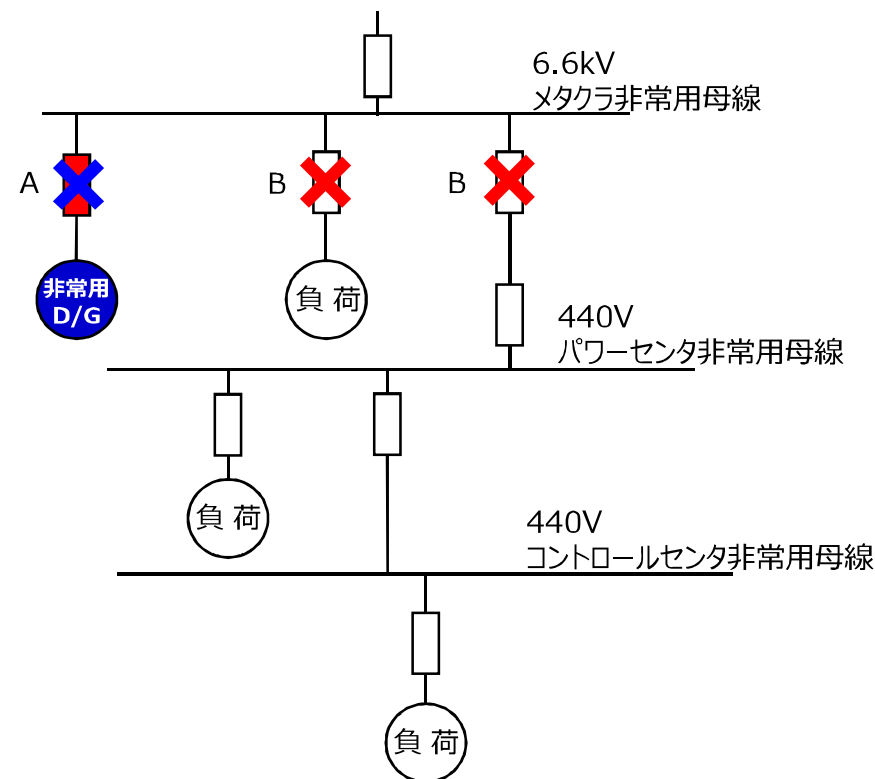 6.6kV
メタクラ非常用母線
A
B
B
非常用
D/G
負荷
440V
パワーセンタ非常用母線
負荷
440V
コントロールセンタ非常用母線
負荷